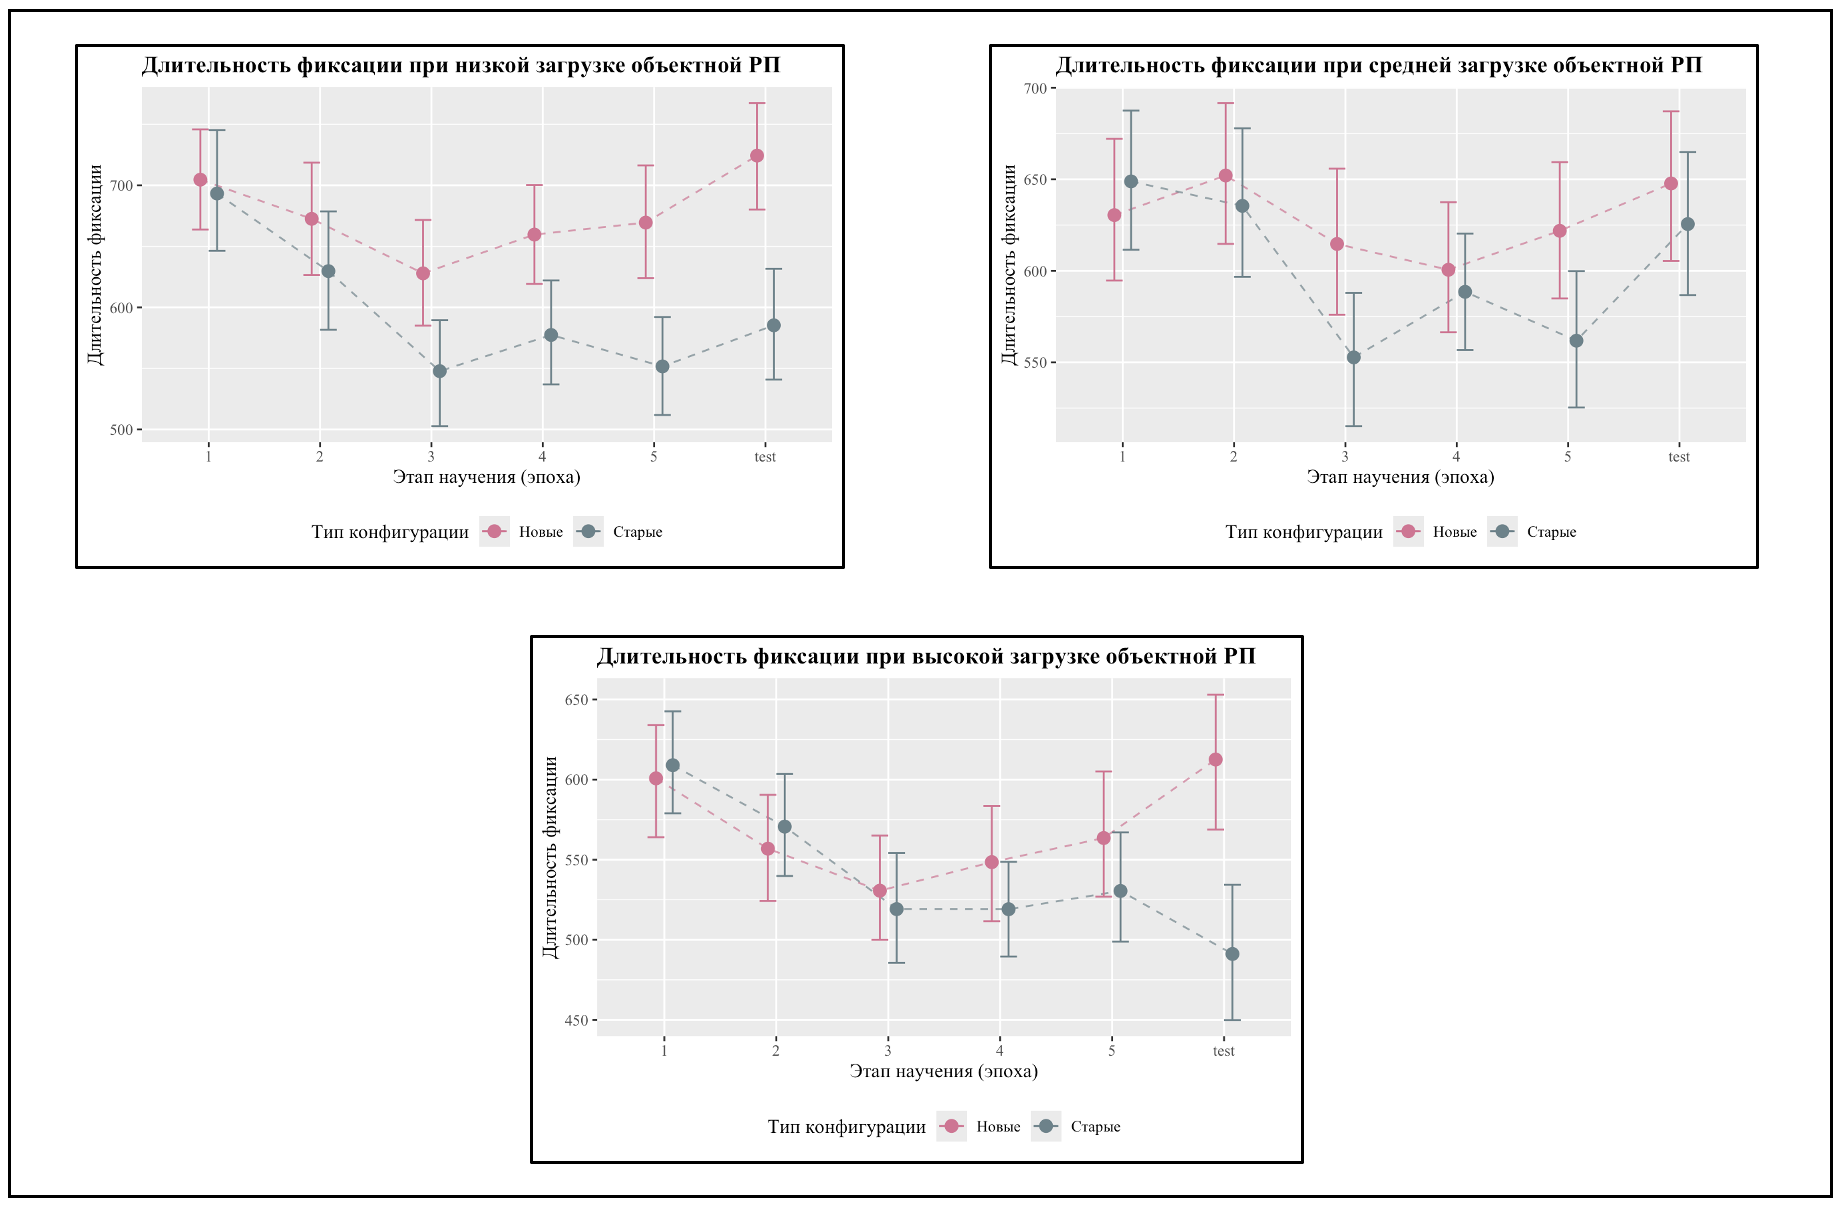 Длительность фиксации при низкой загрузке объектной РП
Длительность фиксации
700
600
500
1 2 3 4 5 test
Этап научения (эпоха)
Тип конфигурации Новые Старые
Длительность фиксации при средней загрузке объектной РП
Длительность фиксации
700
650
600
550
1 2 3 4 5 test
Этап научения (эпоха)
Тип конфигурации Новые Старые
Длительность фиксации при высокой загрузке объектной РП
Длительность фиксации
650
600
550
500
450
1 2 3 4 5 test
Этап научения (эпоха)
Тип конфигурации Новые Старые